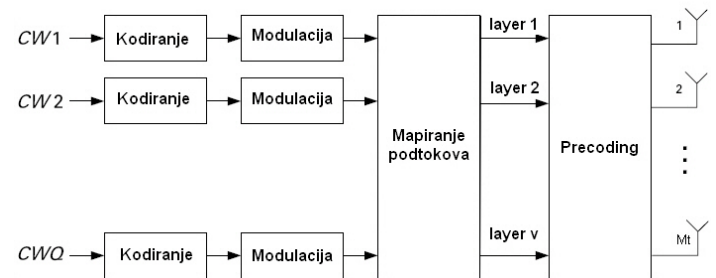 CW1 Kodiranje Modulacija layer 1 1
CW2 Kodiranje Modulacija layer 2 2
Mapiranje
podtokova
Precoding
CWQ Kodiranje Modulacija layer v Mt